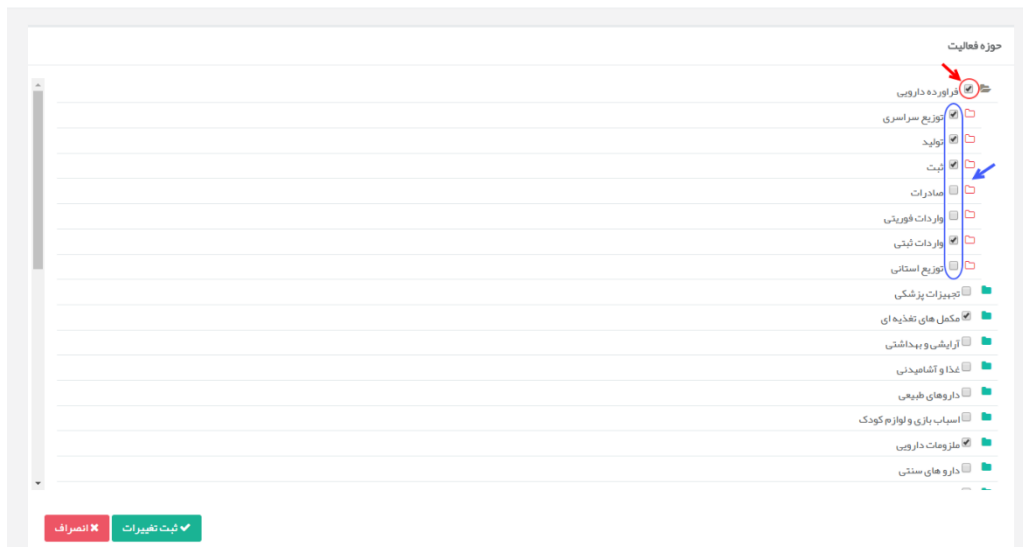 حوزه فعالیت
فراورده دارویی
توزیع سراسری
تولید
ثبت
صادرات
واردات فوریتی
واردات ثبتی
توزیع استانی
تجهیزات پزشکی
مکمل های تغذیه ای
آرایشی و بهداشتی
غذا و آشامیدنی
داروهای طبیعی
اسباب بازی و لوازم کودک
ملزومات دارویی
دارو های سنتی
ثبت تغییرات
انصراف